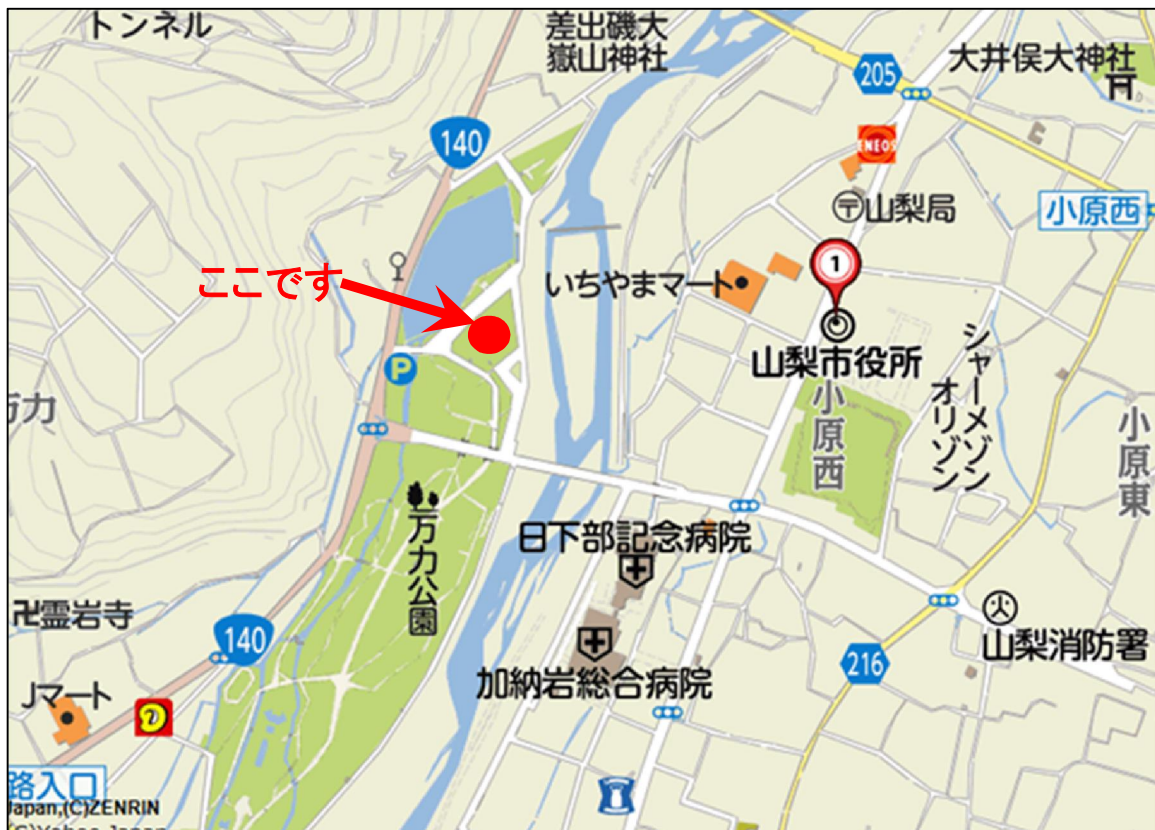 トンネル
差出磯大
嶽山神社
205
大井俣大神社
140
ENEOS
〒山梨局
小原西
ここです
いちやまマート
1
山梨市役所
P
万力
小原西
シャーメゾン
オリゾン
小原東
万力公園
日下部記念病院
卍霊岩寺
140
加納岩総合病院
火
山梨消防署
216
Jマート
路入口
Japan,(C)ZENRIN